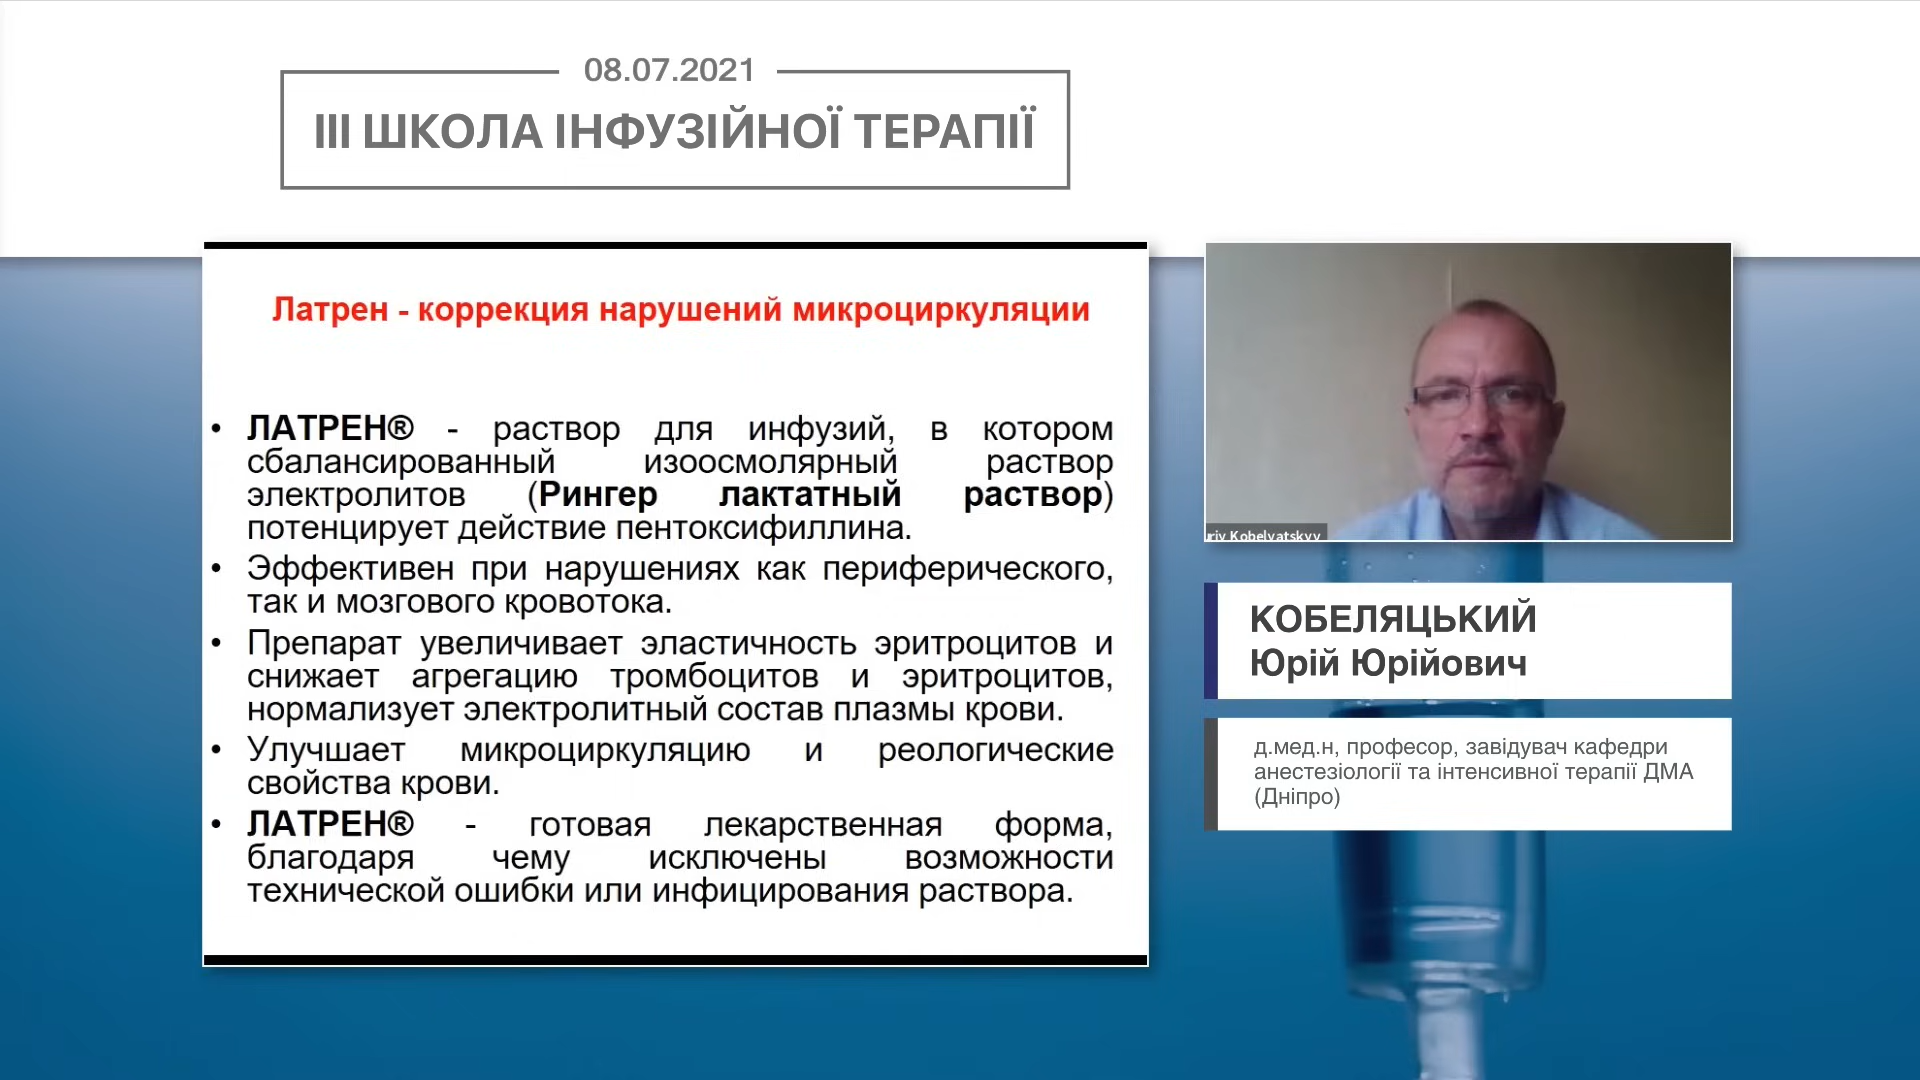 08.07.2021
III ШКОЛА ІНФУЗІЙНОЇ ТЕРАПІЇ
Латрен - коррекция нарушений микроциркуляции
• ЛАТРЕН® - раствор для инфузий, в котором
сбалансированный изоосмолярный раствор
электролитов (Рингер лактатный раствор)
потенцирует действие пентоксифиллина.
• Эффективен при нарушениях как периферического,
так и мозгового кровотока.
• Препарат увеличивает эластичность эритроцитов и
снижает агрегацию тромбоцитов и эритроцитов,
нормализует электролитный состав плазмы крови.
• Улучшает микроциркуляцию и реологические
свойства крови.
• ЛАТРЕН® - готовая лекарственная форма,
благодаря чему исключены возможности
технической ошибки или инфицирования раствора.
Kobelyatskyy
КОБЕЛЯЦЬКИЙ
Юрій Юрійович
д.мед.н, професор, завідувач кафедри
анестезіології та інтенсивної терапії ДМА
(Дніпро)